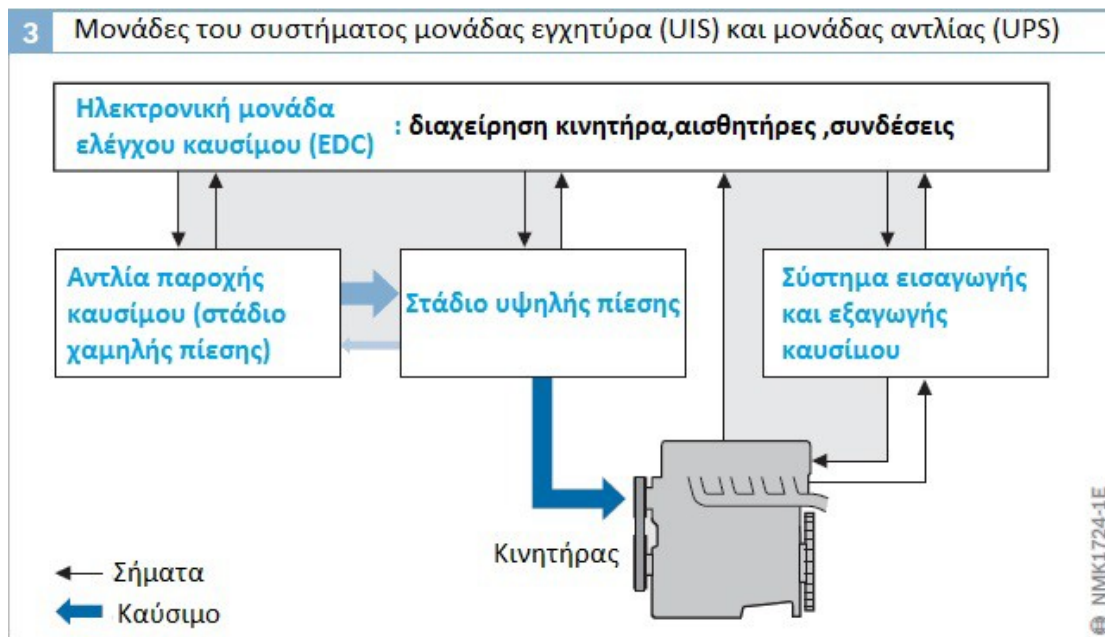 3 Μονάδες του συστήματος μονάδας εγχητύρα (UIS) και μονάδας αντλίας (UPS)
Ηλεκτρονική μονάδα
ελέγχου καυσίμου (EDC) : διαχείρηση κινητήρα,αισθητήρες ,συνδέσεις
Αντλία παροχής
καυσίμου (στάδιο
χαμηλής πίεσης)
Στάδιο υψηλής πίεσης
Σύστημα εισαγωγής
και εξαγωγής
καυσίμου
Κινητήρας
Σήματα
Καύσιμο
NMK1724-1E